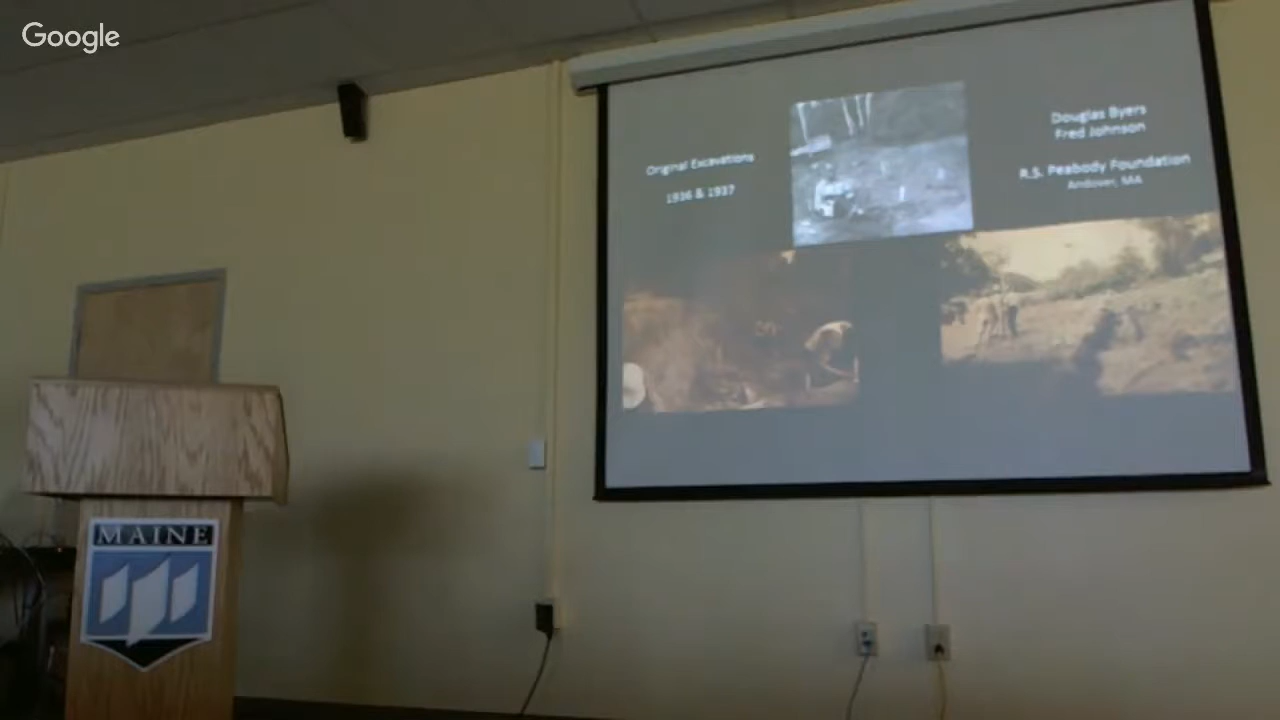 Google
Original Excavations
1936 & 1937
Douglas Byers
Fred Johnson
R.S. Peabody Foundation
Andover, MA
MAINE